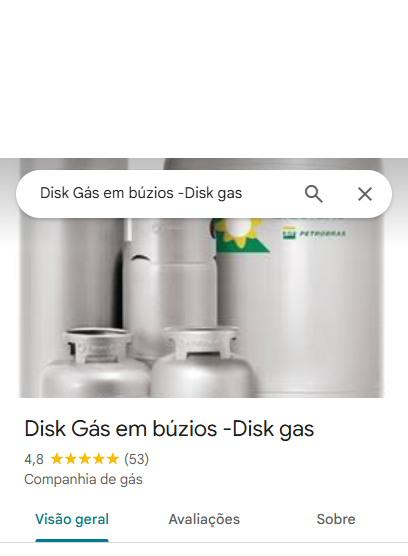 Disk Gás em búzios -Disk gas
PETROBRAS
Disk Gás em búzios -Disk gas
4,8 (53)
Companhia de gás
Visão geral Avaliações Sobre